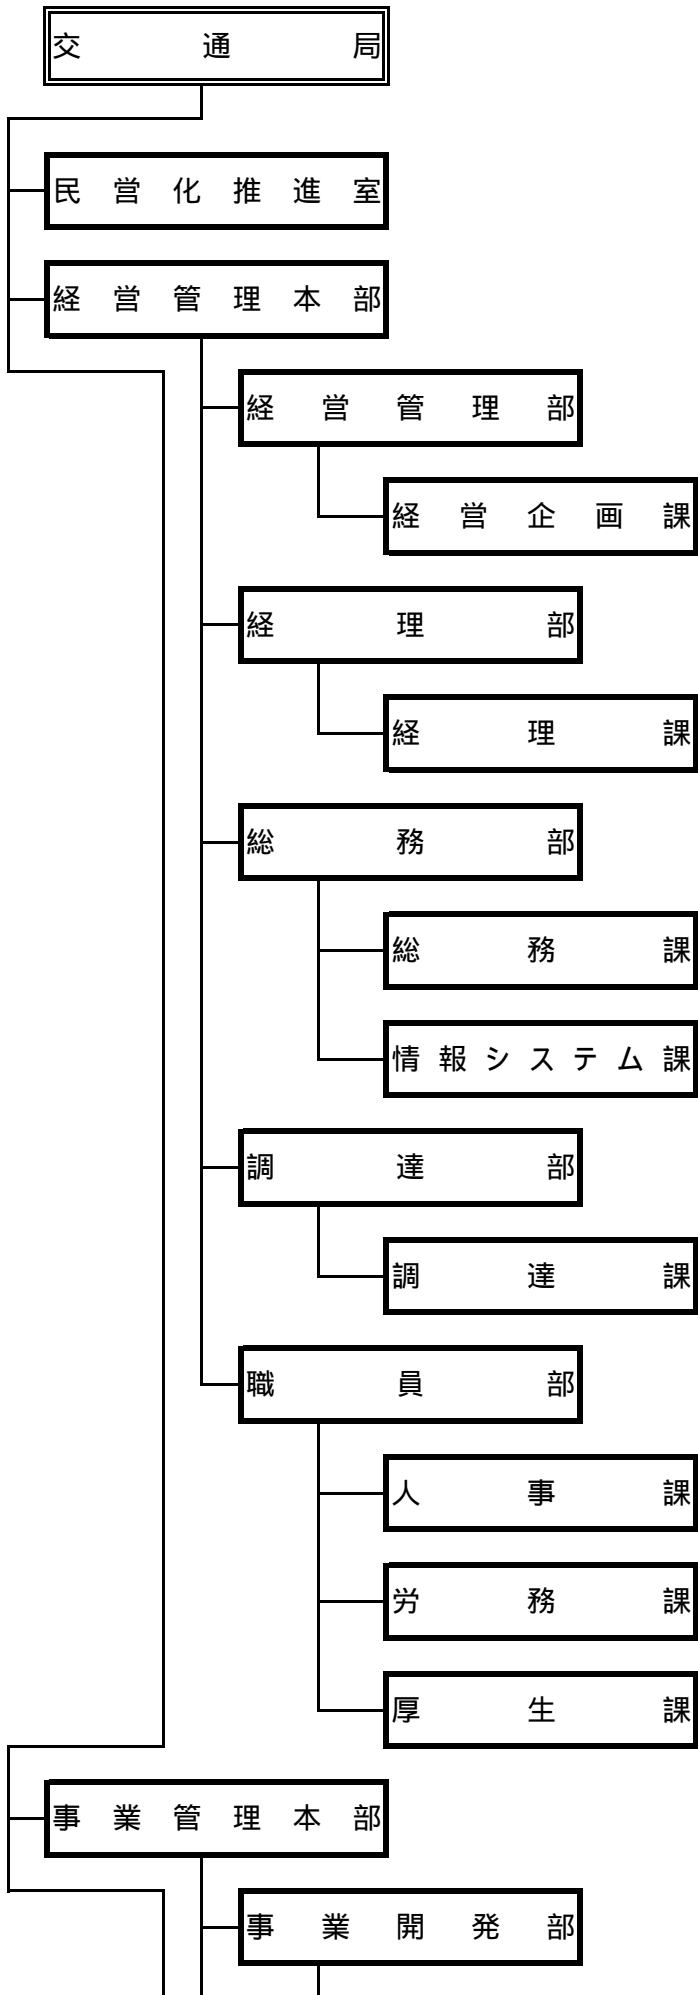 交通局
民営化推進室
経営管理本部
経営管理部
経営企画課
経理部
経理課
総務部
総務課
情報システム課
調達部
調達課
職員部
人事課
労務課
厚生課
事業管理本部
事業開発部